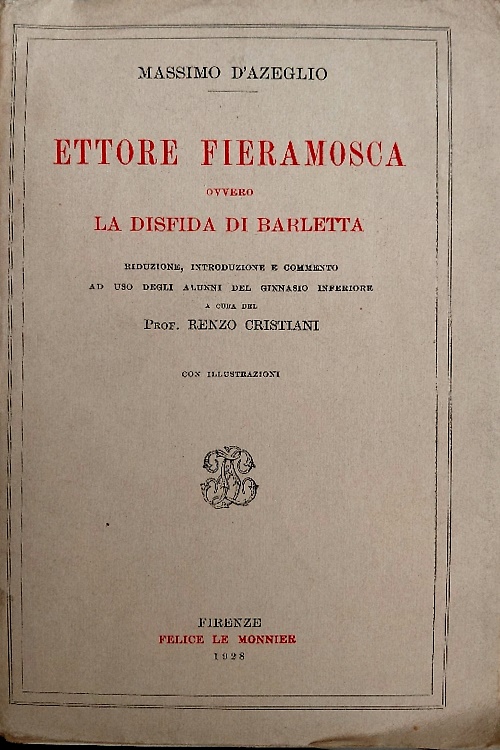 MASSIMO D'AZEGLIO
ETTORE FIERAMOSCA
OVVERO
LA DISFIDA DI BARLETTA
RIDUZIONE, INTRODUZIONE E COMMENTO
AD USO DEGLI ALUNNI DEL GINNASIO INFERIORE
A CURA DEL
PROF. RENZO CRISTIANI
CON ILLUSTRAZIONI
FIRENZE
FELICE LE MONNIER
1928